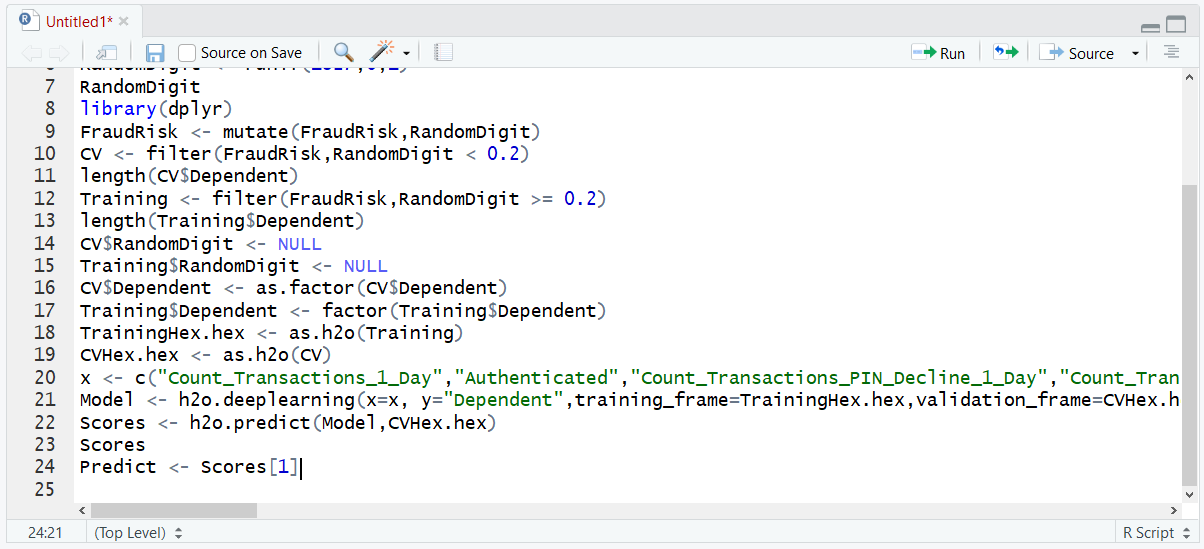 Untitled1*
Source on Save
Run
Source
7 RandomDigit
8 library(dplyr)
9 FraudRisk <- mutate(FraudRisk,RandomDigit)
10 CV <- filter(FraudRisk,RandomDigit < 0.2)
11 length(CV$Dependent)
12 Training <- filter(FraudRisk,RandomDigit >= 0.2)
13 length(Training$Dependent)
14 CV$RandomDigit <- NULL
15 Training$RandomDigit <- NULL
16 CV$Dependent <- as.factor(CV$Dependent)
17 Training$Dependent <- factor(Training$Dependent)
18 TrainingHex.hex <- as.h2o(Training)
19 CVHex.hex <- as.h2o(CV)
20 x <- c("Count_Transactions_1_Day","Authenticated","Count_Transactions_PIN_Decline_1_Day","Count_Tran
21 Model <- h2o.deeplearning(x=x, y="Dependent",training_frame=TrainingHex.hex,validation_frame=CVHex.h
22 Scores <- h2o.predict(Model,CVHex.hex)
23 Scores
24 Predict <- Scores[1]
25
24:21 (Top Level) R Script